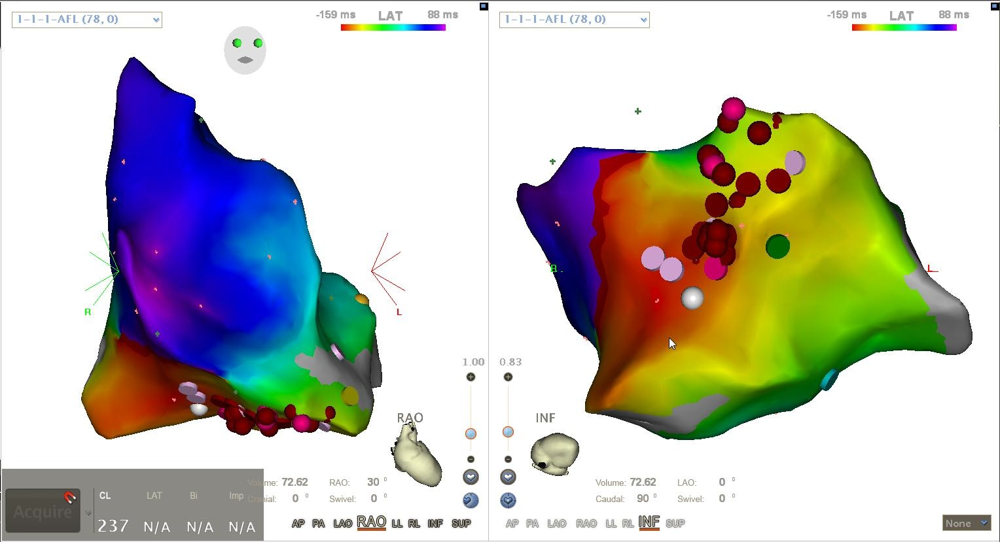 1-1-1-AFL (78, 0)
-159 ms LAT 88 ms
R
L
1.00
RAO
Acquire
CL LAT Bi Imp
237 N/A N/A N/A
Volume: 72.62 RAO: 30 °
Cranial: 0 ° Swivel: 0 °
AP PA LAO RAO LL RL INF SUP
1-1-1-AFL (78, 0)
-159 ms LAT 88 ms
R
L
0.83
INF
Volume: 72.62 LAO: 0 °
Caudal: 90 ° Swivel: 0 °
AP PA LAO RAO LL RL INF SUP
None